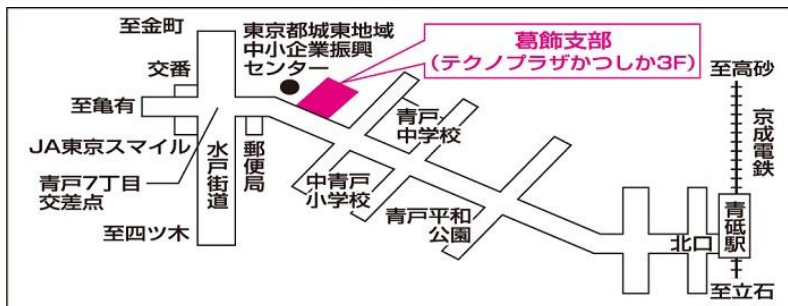 至金町
交番
至亀有
JA東京スマイル
青戸7丁目
交差点
至四ツ木
水戸街道
郵便局
東京都城東地域
中小企業振興
センター
葛飾支部
(テクノプラザかつしか3F)
青戸
中学校
中青戸
小学校
青戸平和
公園
至高砂
京成電鉄
青砥駅
北口
至立石